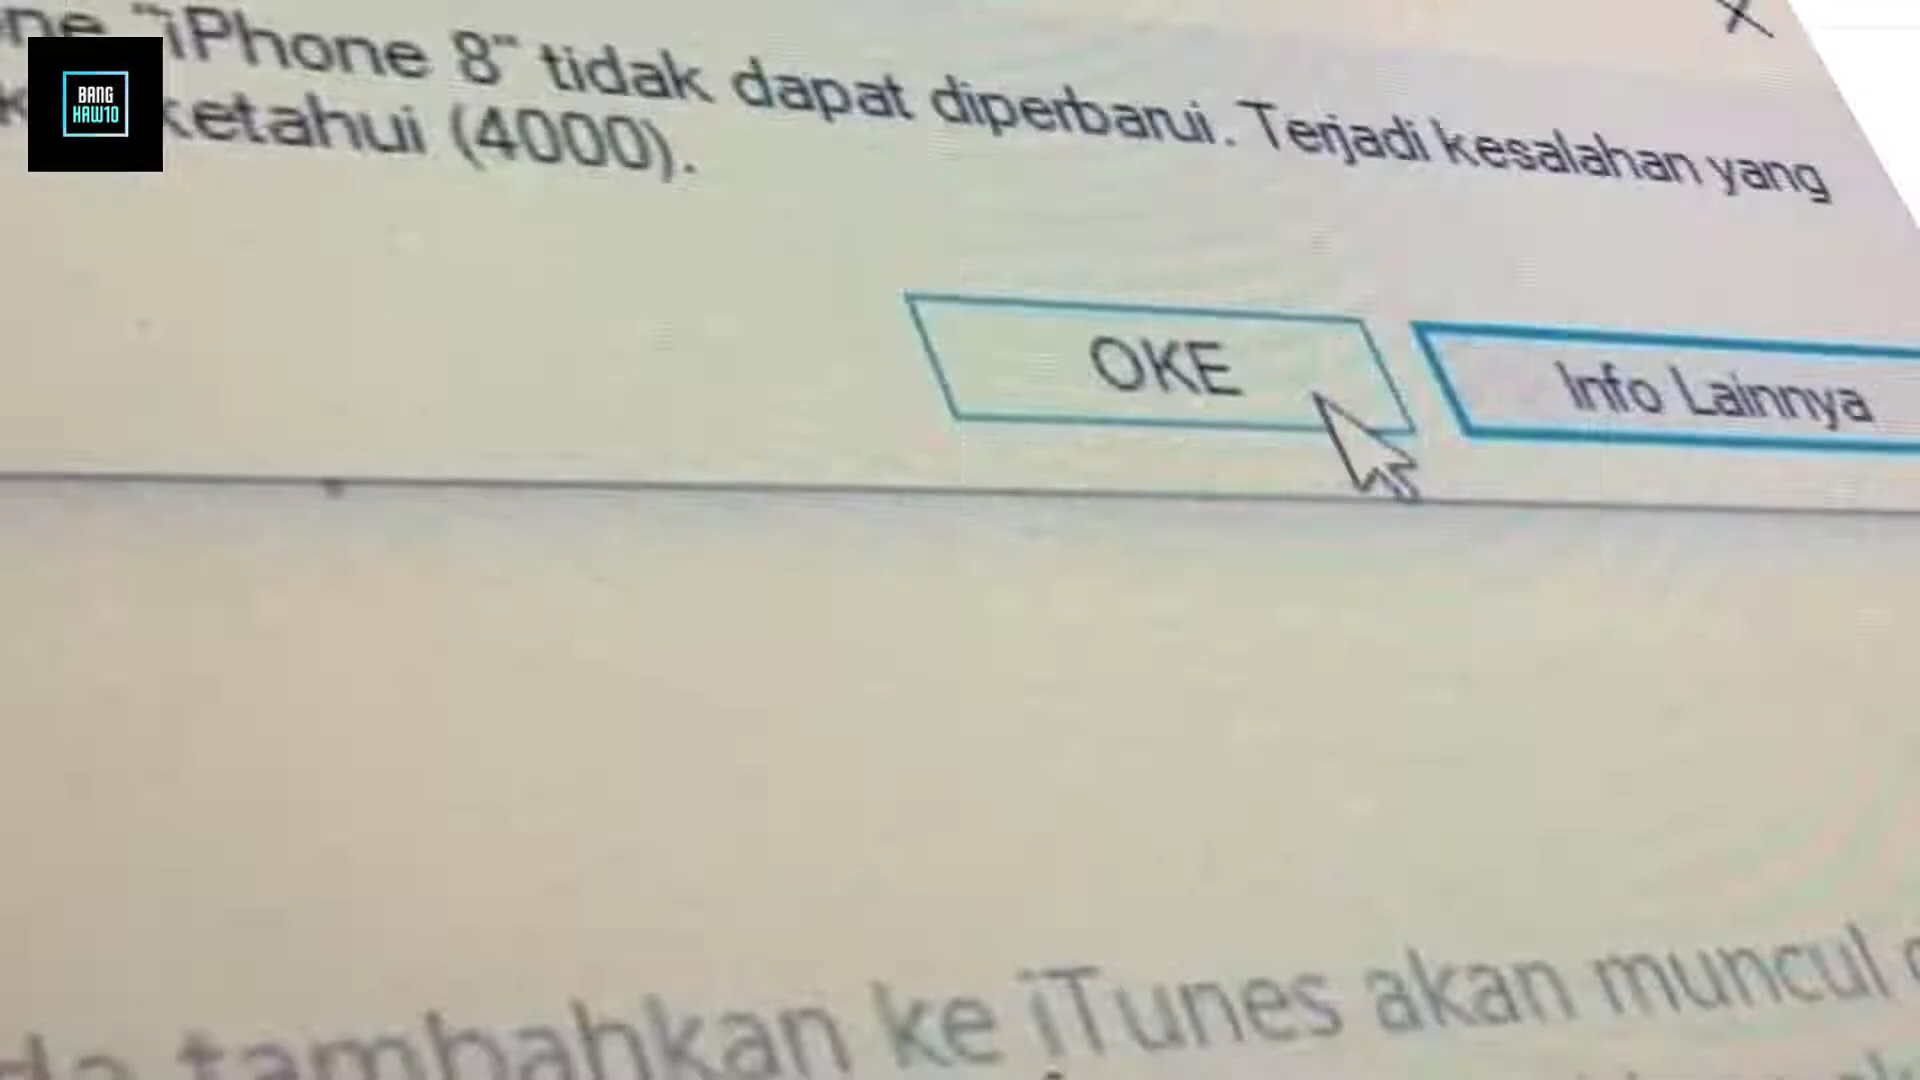 "iPhone 8" tidak dapat diperbarui. Terjadi kesalahan yang
ketahui (4000).
BANG
HAW10
OKE
Info Lainnya
tambahkan ke iTunes akan muncul